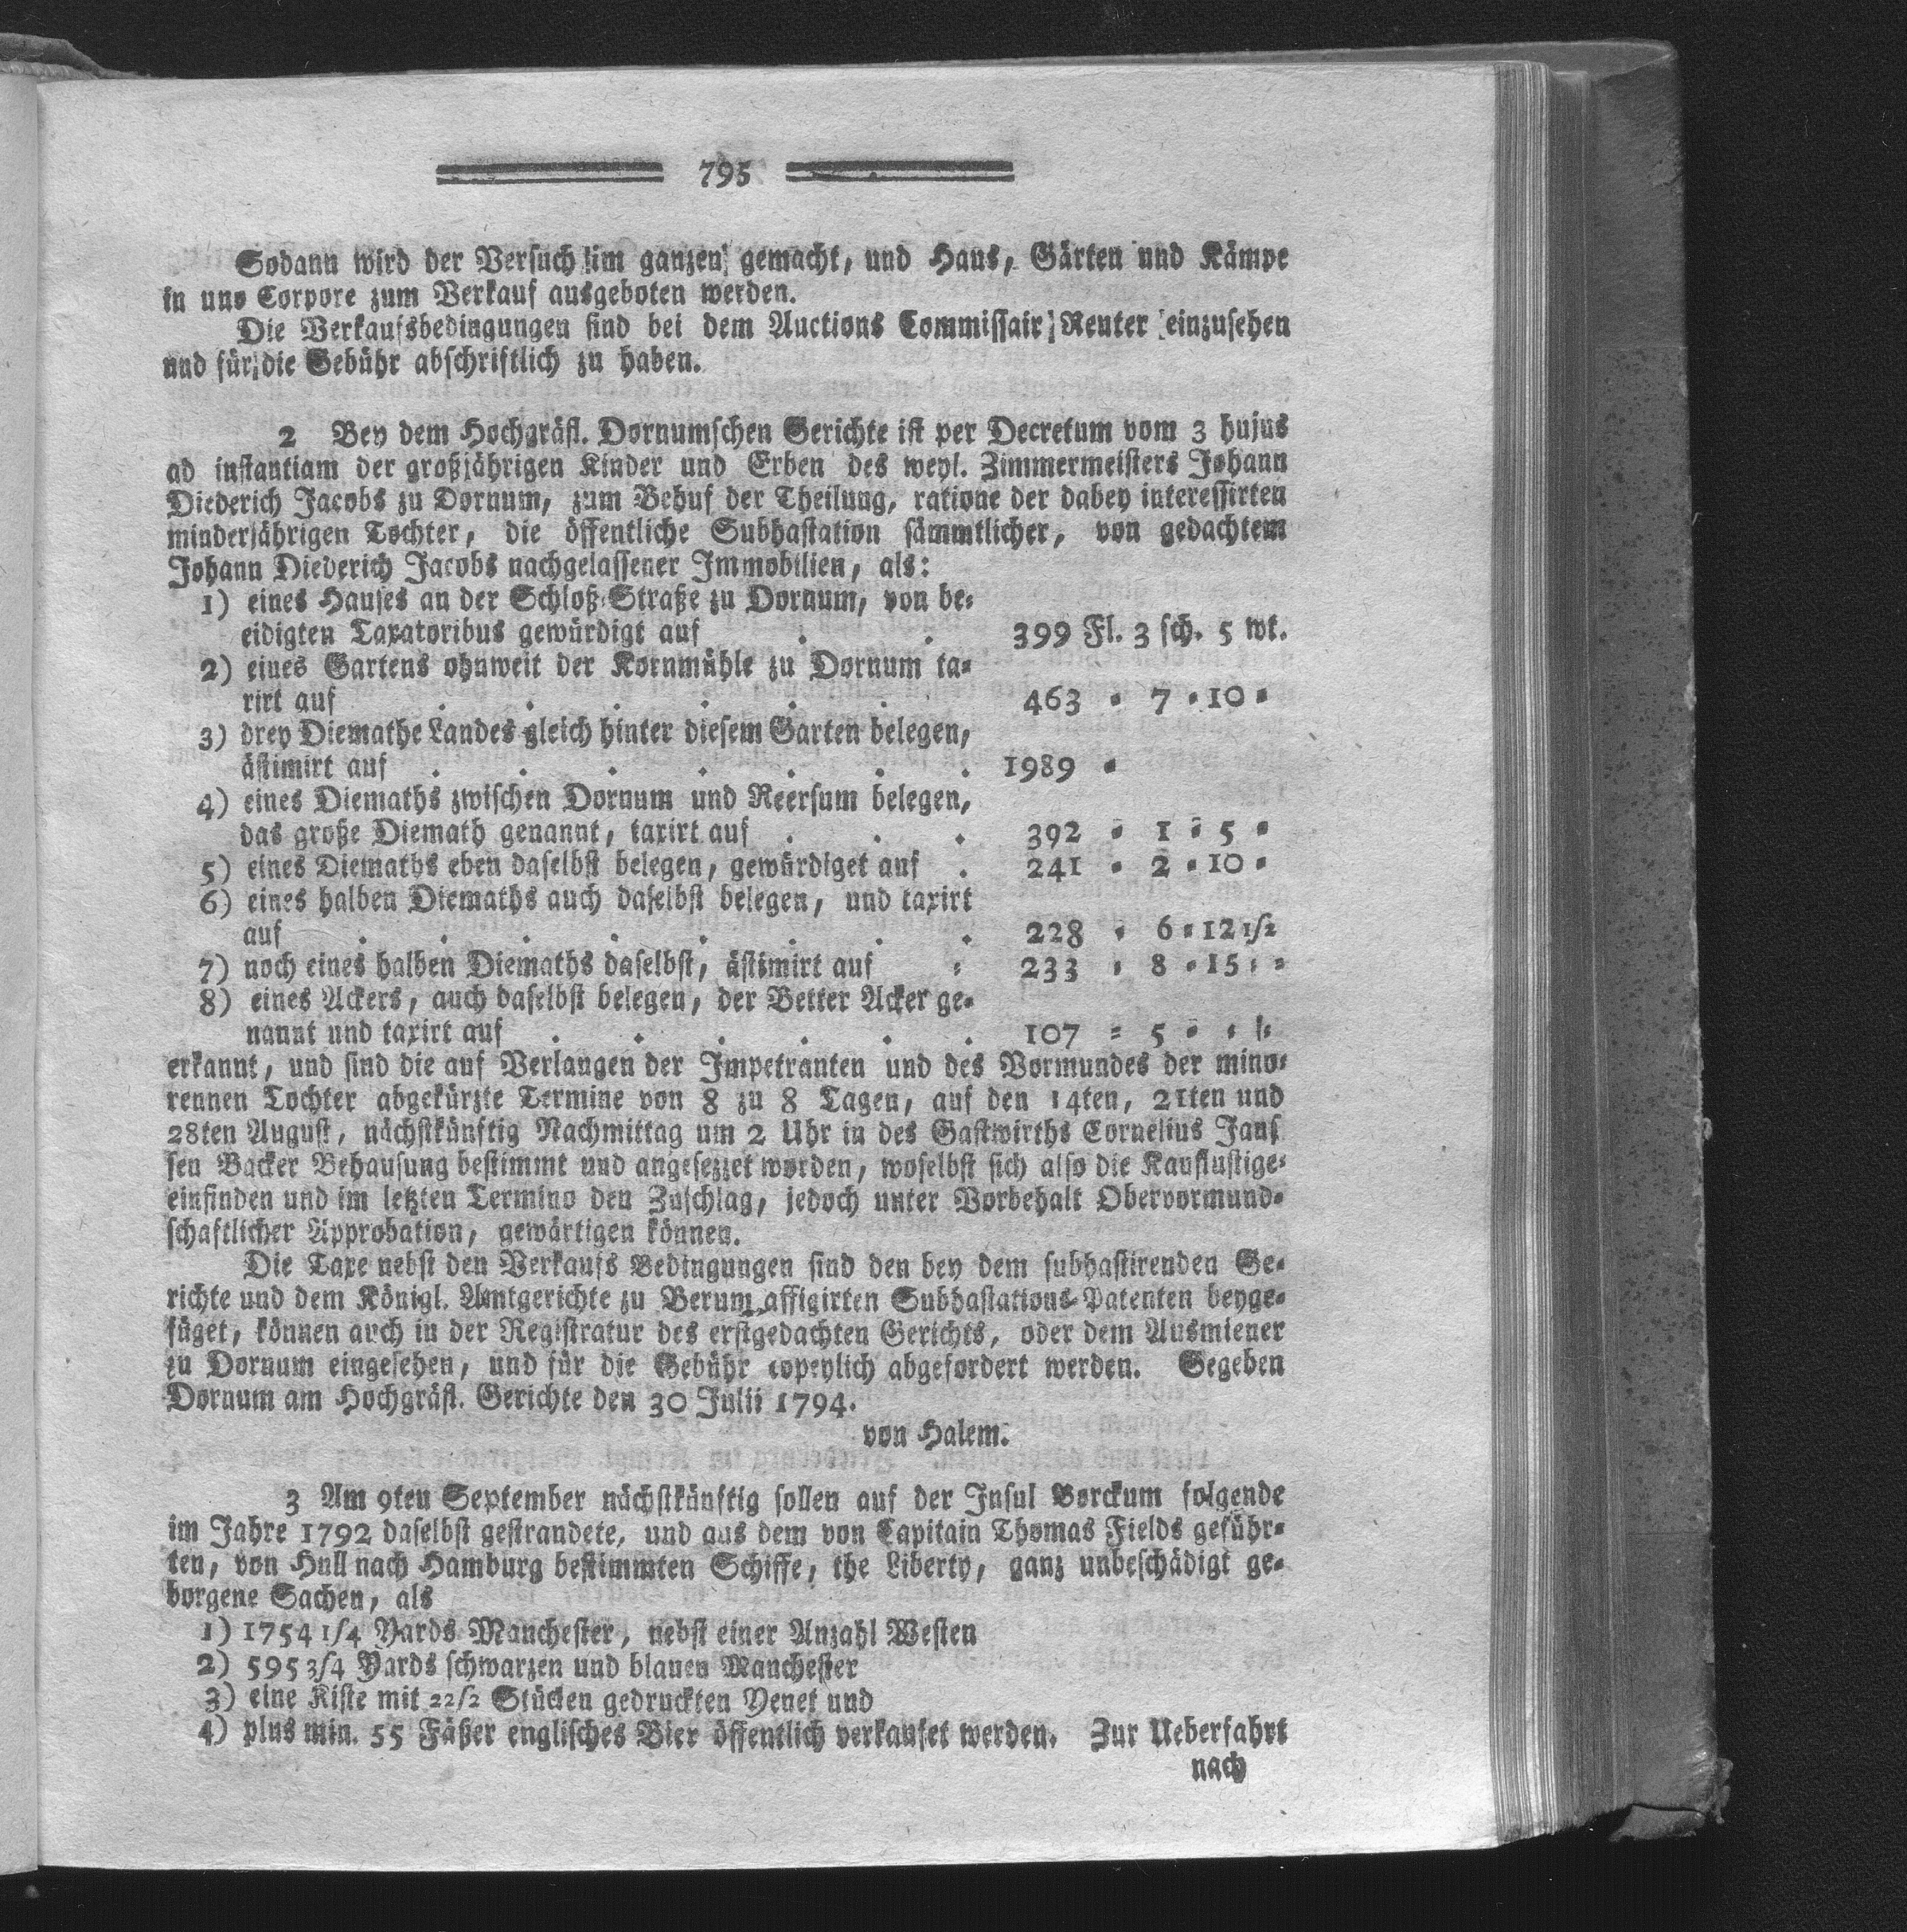 795
Sodann wird der Versuch im ganzen gemacht, und Haus, Gärten und Kämpe
in uno Corpore zum Verkauf ausgeboten werden.
Die Verkaufsbedingungen sind bei dem Auctions Commissair Reuter einzusehen
und für die Gebühr abschriftlich zu haben.
2 Bey dem Hochgräfl. Dornumschen Gerichte ist per Decretum vom 3 hujus
ad instantiam der großjährigen Kinder und Erben des weyl. Zimmermeisters Johann
Diederich Jacobs zu Dornum, zum Behuf der Theilung, ratione der dabey interessirten
minderjährigen Tochter, die öffentliche Subhastation sämmtlicher, von gedachtem
Johann Diederich Jacobs nachgelassener Immobilien, als:
1) eines Hauses an der Schloß-Straße zu Dornum, von be-
eidigten Taxatoribus gewürdigt auf . . 399 Fl. 3 sch. 5 wt.
2) eines Gartens ohnweit der Kornmühle zu Dornum ta-
xirt auf . . . . . . 463 - 7 - 10 -
3) drey Diemathe Landes gleich hinter diesem Garten belegen,
ästimirt auf . . . . . . . 1989 -
4) eines Diemaths zwischen Dornum und Reersum belegen,
das große Diemath genannt, taxirt auf . . . 392 - 1 - 5 -
5) eines Diemaths eben daselbst belegen, gewürdiget auf . 241 - 2 - 10 -
6) eines halben Diemaths auch daselbst belegen, und taxirt
auf . . . . . . . . 228 - 6 - 12 1/2
7) noch eines halben Diemaths daselbst, ästimirt auf - 233 - 8 - 15 - -
8) eines Ackers, auch daselbst belegen, der Vetter Acker ge-
nannt und taxirt auf . . . . . . 107 - 5 - -
erkannt, und sind die auf Verlangen der Impetranten und des Vormundes der mino-
rennen Tochter abgekürzte Termine von 8 zu 8 Tagen, auf den 14ten, 21ten und
28ten August, nächstkünftig Nachmittag um 2 Uhr in des Gastwirths Cornelius Jans
sen Backer Behausung bestimmt und angesezzet worden, woselbst sich also die Kauflustige-
einfinden und im letzten Termino den Zuschlag, jedoch unter Vorbehalt Obervormund-
schaftlicher Approbation, gewärtigen können.
Die Taxe nebst den Verkaufs Bedingungen sind den bey dem subhastirenden Ge-
richte und dem Königl. Amtgerichte zu Berum affigirten Subhastations-Patenten beyge-
füget, können auch in der Registratur des erstgedachten Gerichts, oder dem Ausmiener
zu Dornum eingesehen, und für die Gebühr copeylich abgefordert werden. Gegeben
Dornum am Hochgräfl. Gerichte den 30 Julii 1794.
von Halem.
3 Am 9ten September nächstkünftig sollen auf der Insul Borckum folgende
im Jahre 1792 daselbst gestrandete, und aus dem von Capitain Thomas Fields geführ-
ten, von Hull nach Hamburg bestimmten Schiffe, the Liberty, ganz unbeschädigt ge-
borgene Sachen, als
1) 1754 1/4 Yards Manchester, nebst einer Anzahl Westen
2) 595 3/4 Yards schwarzen und blauen Manchester
3) eine Kiste mit 22/2 Stücken gedruckten Yenet und
4) plus min. 55 Fäßer englisches Bier öffentlich verkaufet werden. Zur Ueberfahrt
nach